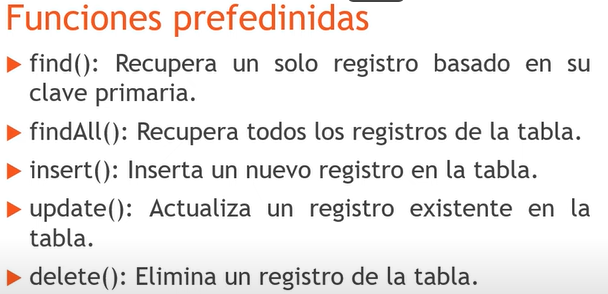 Funciones prefedinidas
find(): Recupera un solo registro basado en su
clave primaria.
findAll(): Recupera todos los registros de la tabla.
insert(): Inserta un nuevo registro en la tabla.
update(): Actualiza un registro existente en la
tabla.
delete(): Elimina un registro de la tabla.